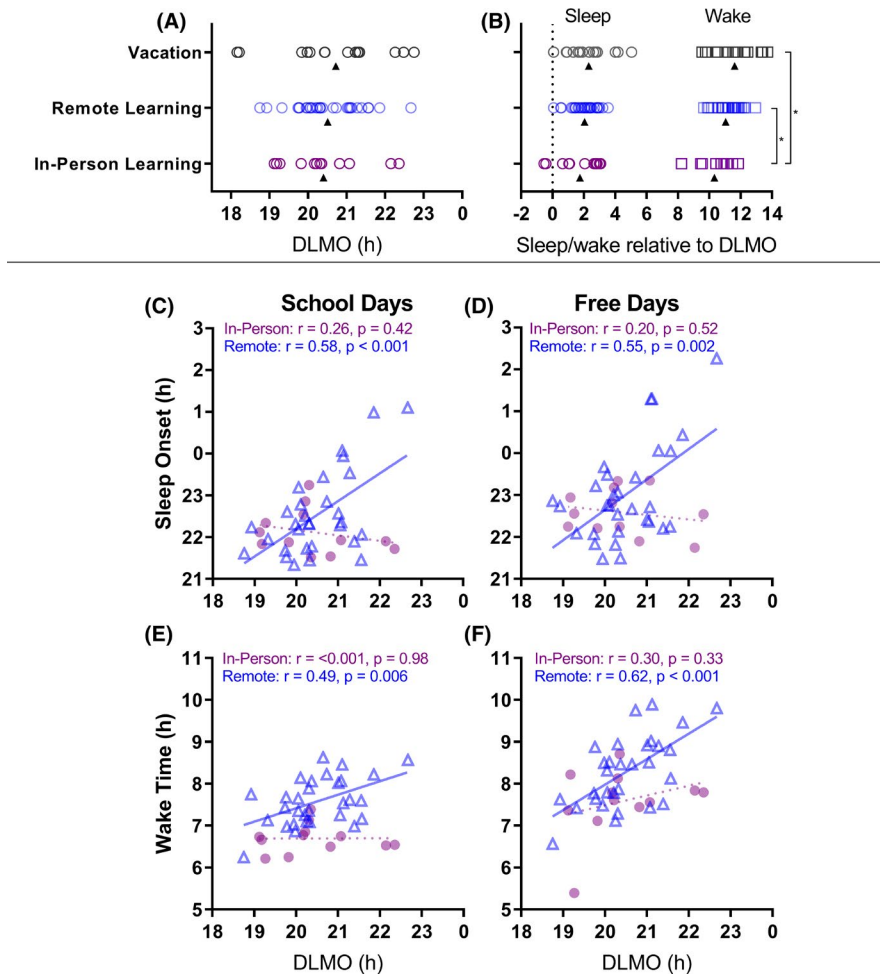 (A)
Vacation
Remote Learning
In-Person Learning
18 19 20 21 22 23 0
DLMO (h)
(B)
Sleep Wake
*
*
-2 0 2 4 6 8 10 12 14
Sleep/wake relative to DLMO
(C) School Days
In-Person: r = 0.26, p = 0.42
Remote: r = 0.58, p < 0.001
Sleep Onset (h)
3
2
1
0
23
22
21
18 19 20 21 22 23 0
(D) Free Days
In-Person: r = 0.20, p = 0.52
Remote: r = 0.55, p = 0.002
3
2
1
0
23
22
21
18 19 20 21 22 23 0
(E)
In-Person: r = <0.001, p = 0.98
Remote: r = 0.49, p = 0.006
Wake Time (h)
11
10
9
8
7
6
5
18 19 20 21 22 23 0
DLMO (h)
(F)
In-Person: r = 0.30, p = 0.33
Remote: r = 0.62, p < 0.001
11
10
9
8
7
6
5
18 19 20 21 22 23 0
DLMO (h)